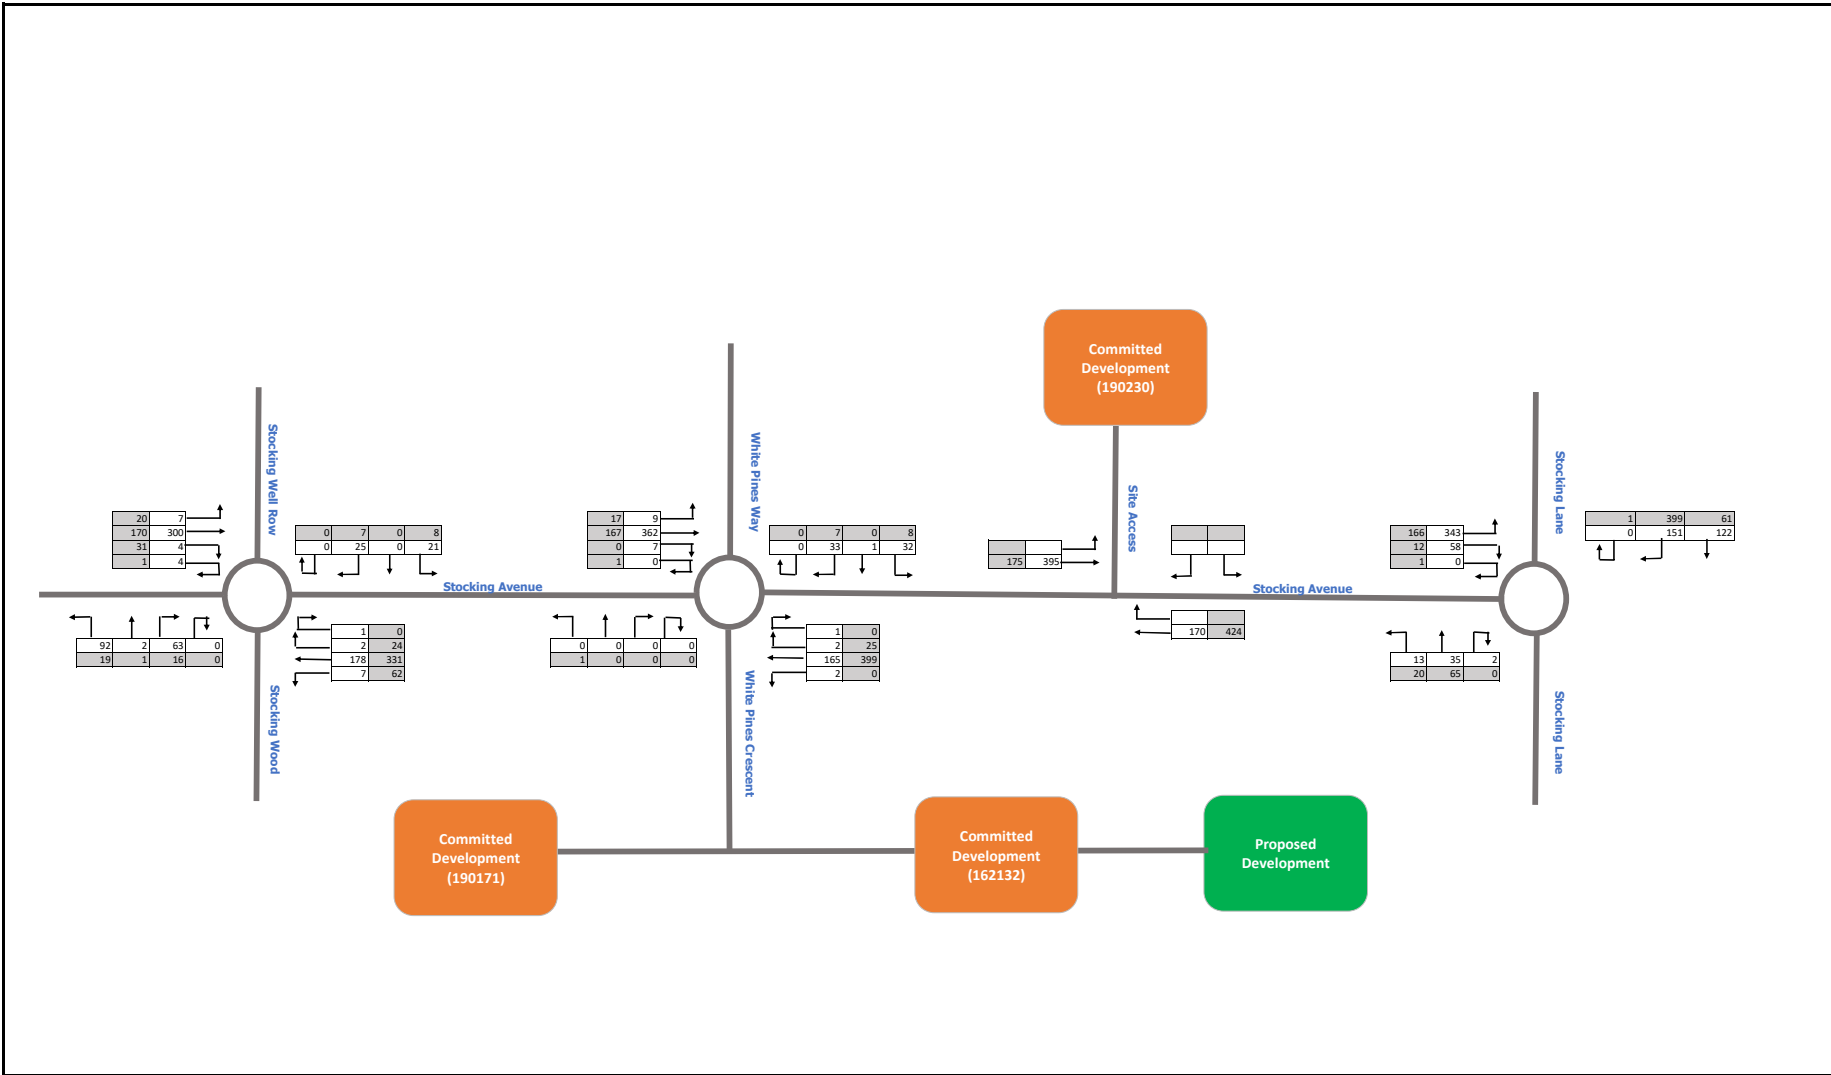 Committed
Development
(190230)
Stocking Well Row
White Pines Way
Site Access
Stocking Lane
20 7
170 300
31 4
1 4
0 7 0 8
0 25 0 21
17 9
167 362
0 7
1 0
0 7 0 8
0 33 1 32
175 395
166 343
12 58
1 0
1 399 61
0 151 122
Stocking Avenue
Stocking Avenue
92 2 63 0
19 1 16 0
1 0
2 24
178 331
7 62
0 0 0 0
1 0 0 0
1 0
2 25
165 399
2 0
170 424
13 35 2
20 65 0
Stocking Wood
White Pines Crescent
Stocking Lane
Committed
Development
(190171)
Committed
Development
(162132)
Proposed
Development